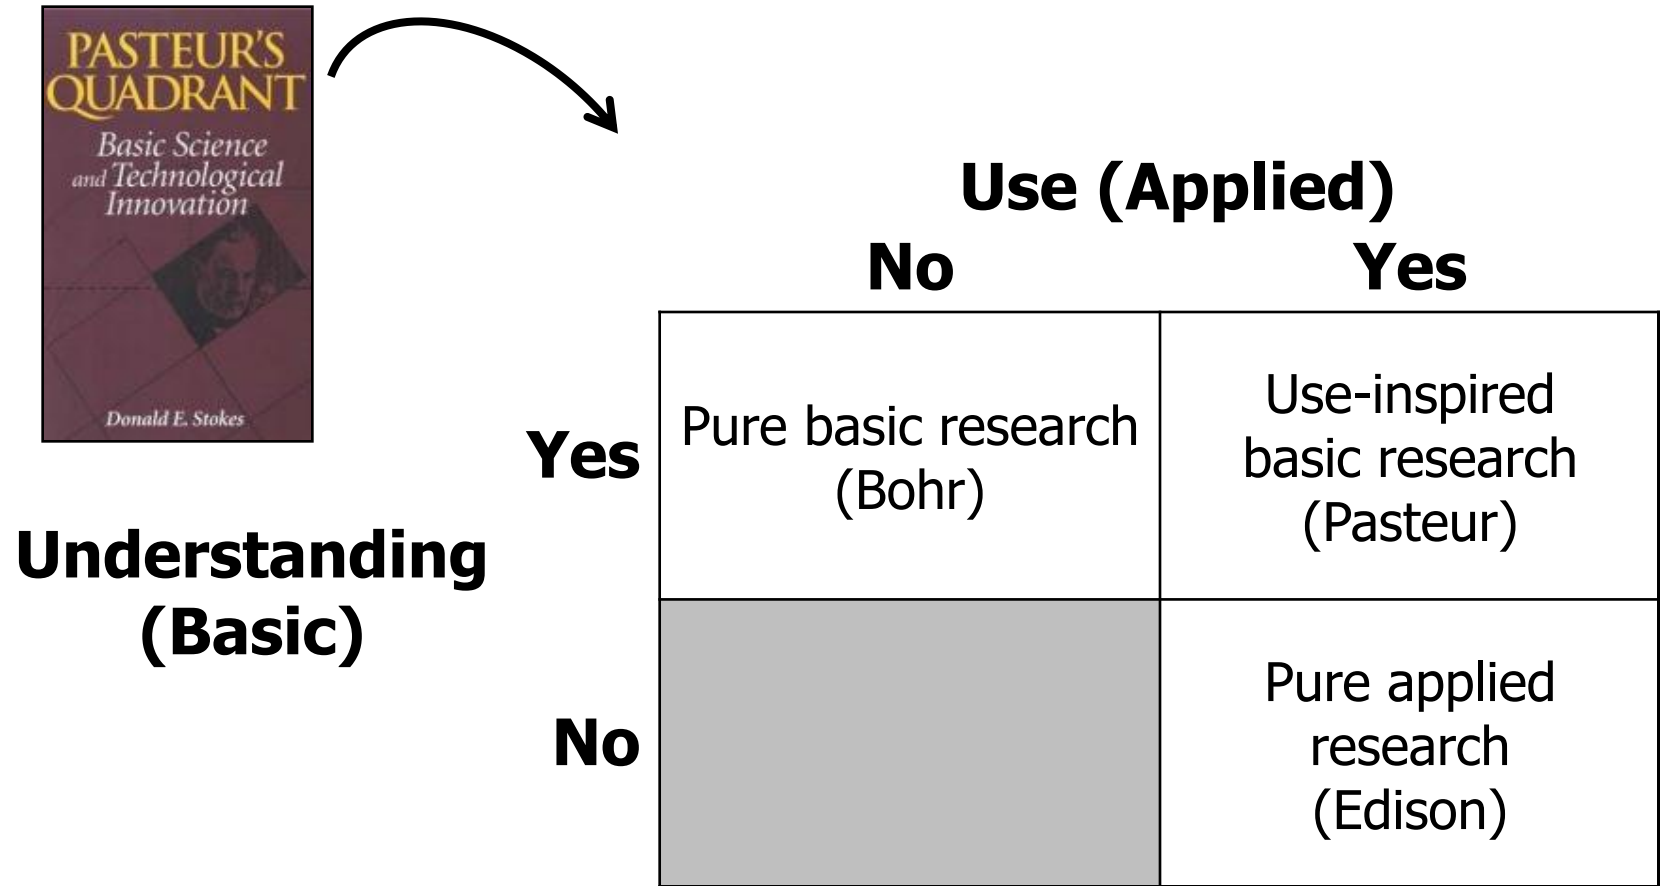 PASTEUR'S
QUADRANT
Basic Science
and Technological
Innovation
Donald E. Stokes
Use (Applied)
No Yes
Understanding
(Basic)
Yes
Pure basic research
(Bohr)
Use-inspired
basic research
(Pasteur)
No
Pure applied
research
(Edison)